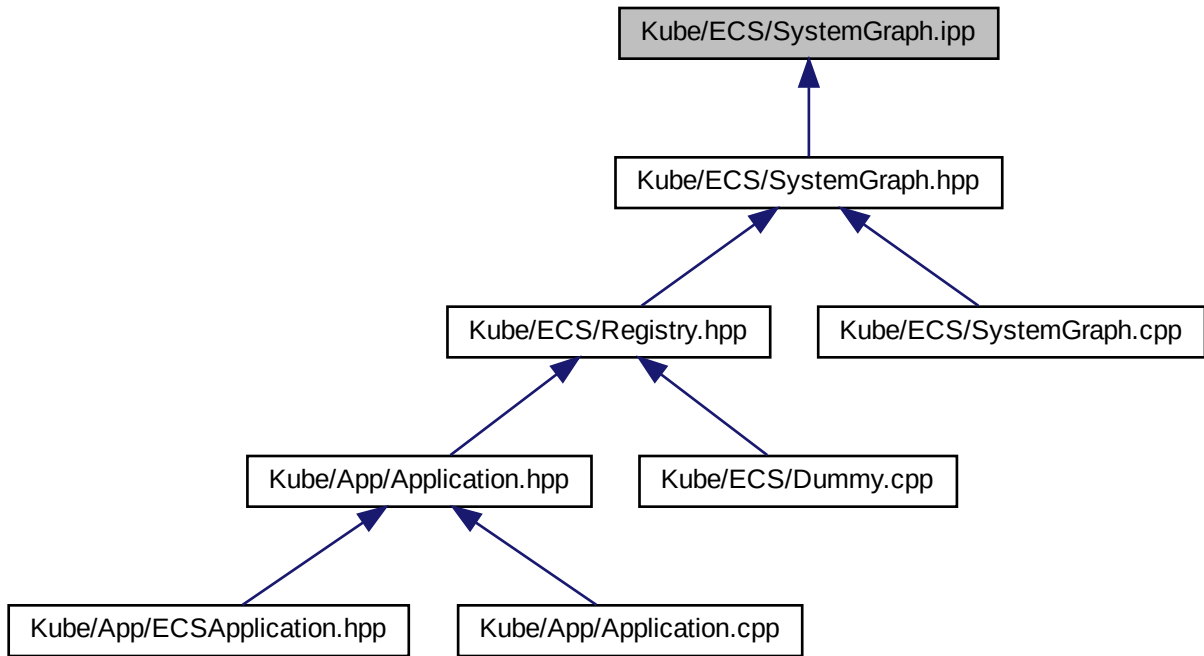 Kube/ECS/SystemGraph.ipp
Kube/ECS/SystemGraph.hpp
Kube/ECS/Registry.hpp
Kube/ECS/SystemGraph.cpp
Kube/App/Application.hpp
Kube/ECS/Dummy.cpp
Kube/App/ECSApplication.hpp
Kube/App/Application.cpp